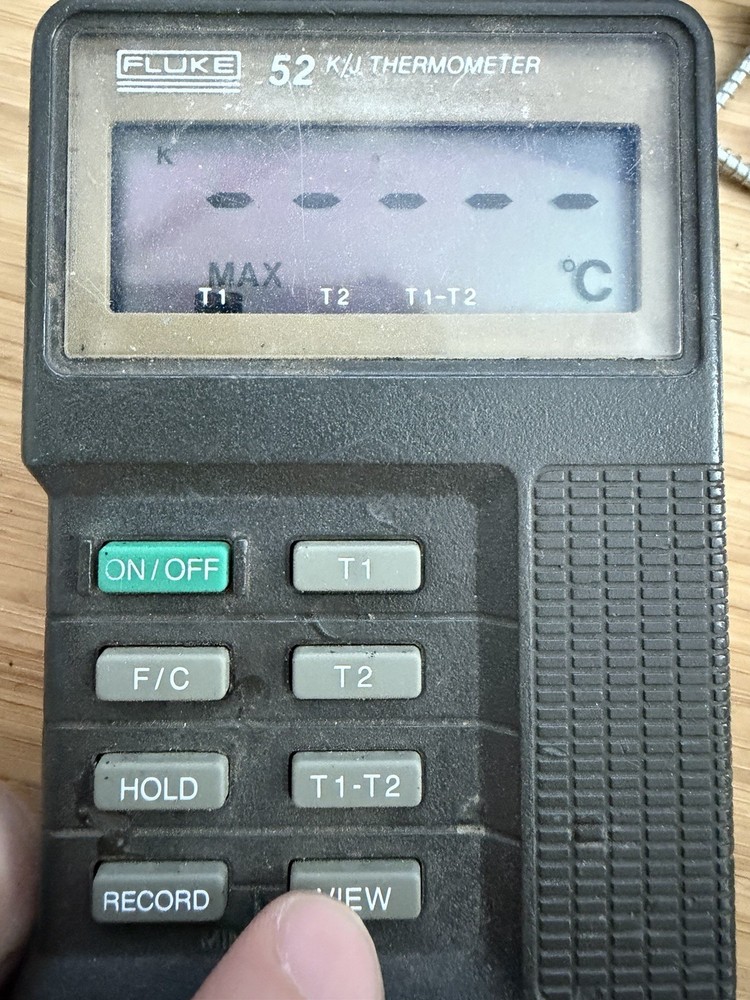 FLUKE 52 K/J THERMOMETER
K
- - - - -
MAX °C
T1 T2 T1-T2
ON/OFF T1
F/C T2
HOLD T1-T2
RECORD VIEW